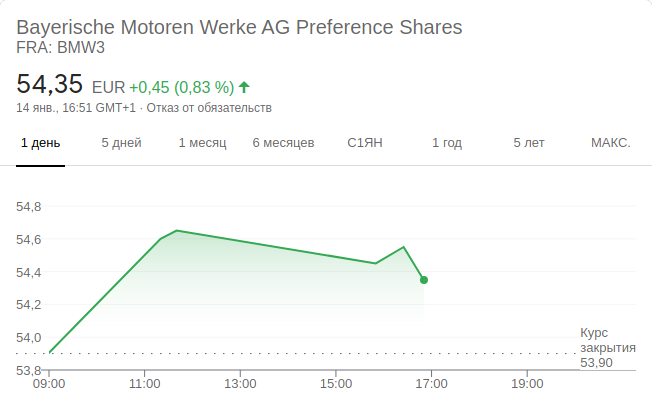 Bayerische Motoren Werke AG Preference Shares
FRA: BMW3
54,35 EUR +0,45 (0,83 %)
14 янв., 16:51 GMT+1 · Отказ от обязательств
1 день 5 дней 1 месяц 6 месяцев С1ЯН 1 год 5 лет МАКС.
54,8
54,6
54,4
54,2
54,0
53,8
Курс
закрытия
53,90
09:00 11:00 13:00 15:00 17:00 19:00